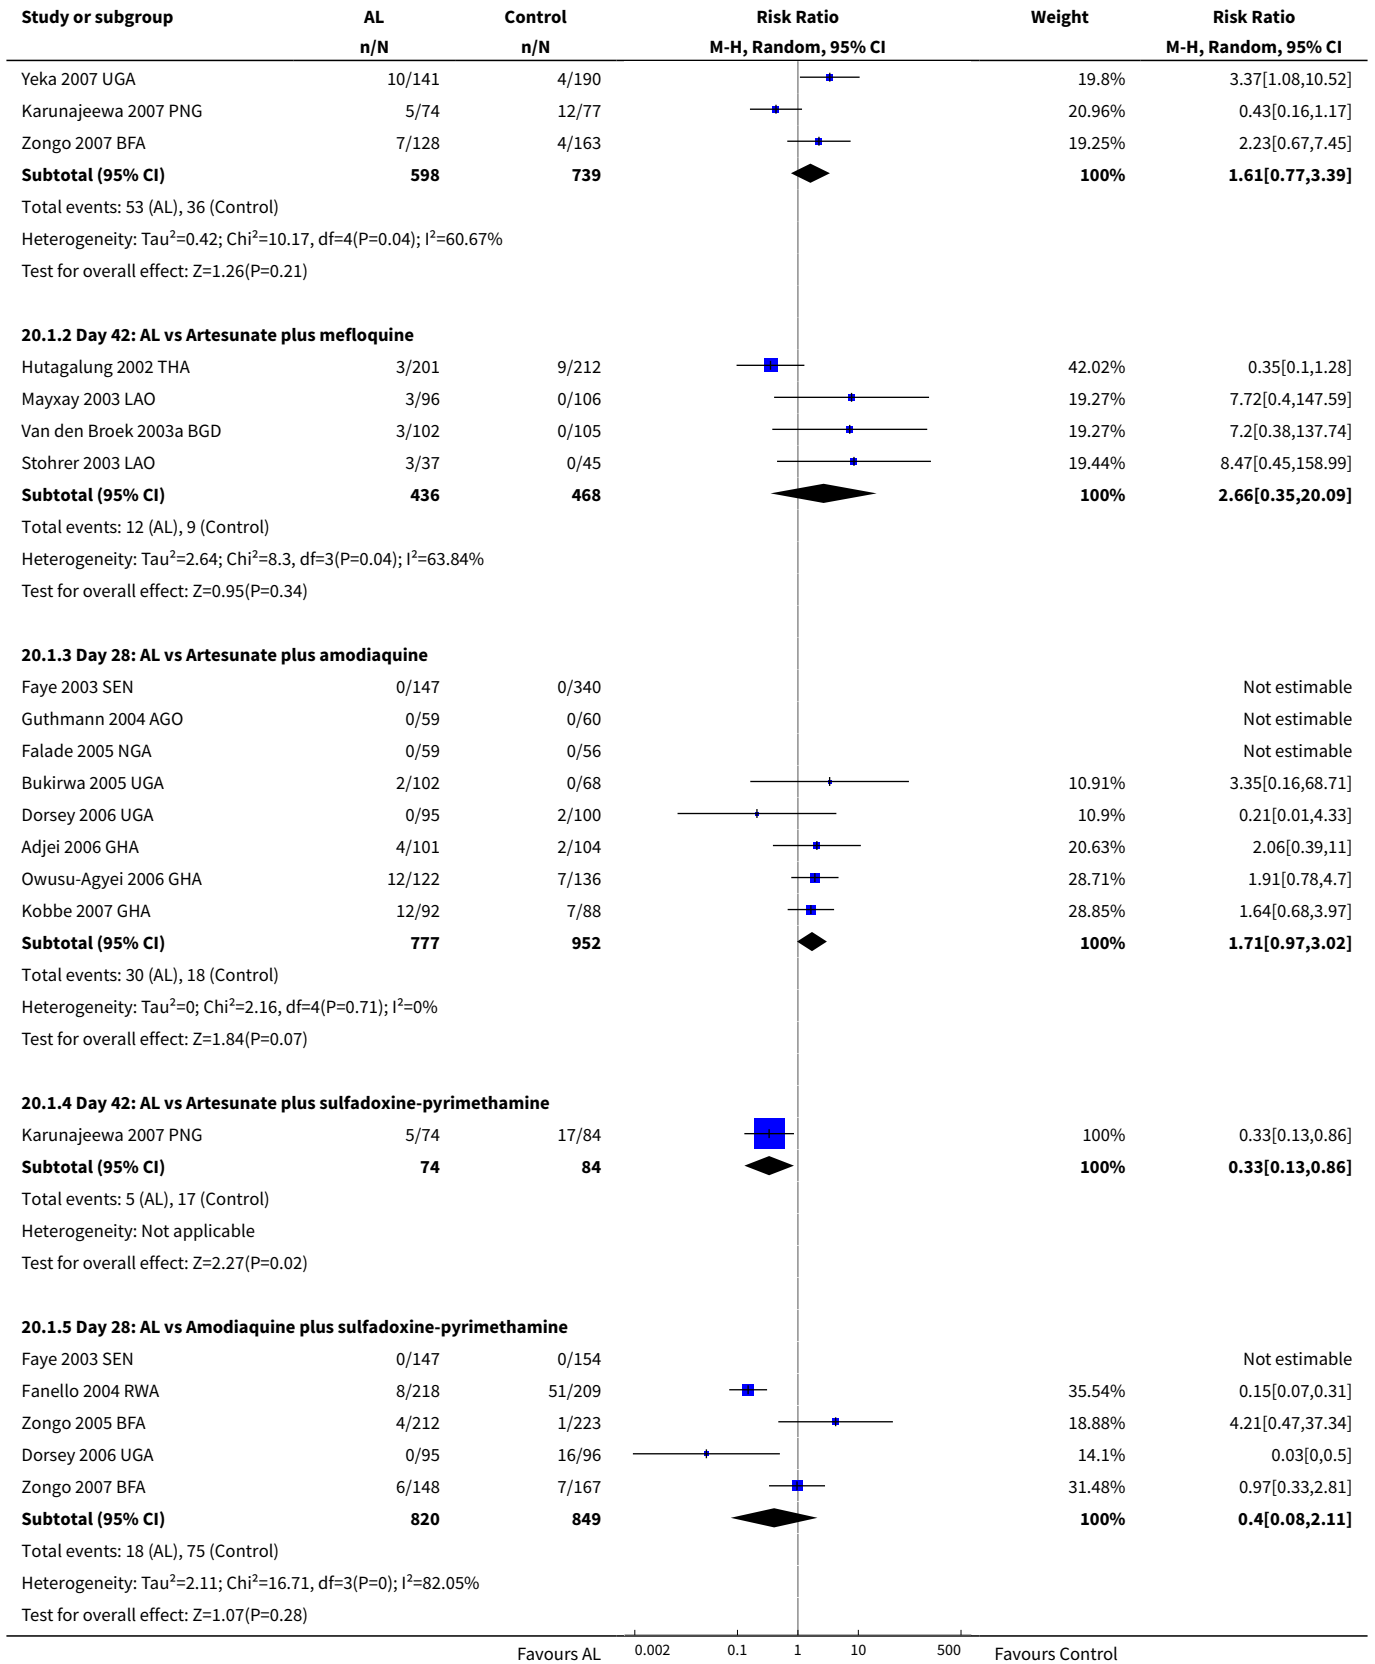 Study or subgroup AL Control Risk Ratio Weight Risk Ratio
n/N n/N M-H, Random, 95% CI M-H, Random, 95% CI
Yeka 2007 UGA 10/141 4/190 19.8% 3.37[1.08,10.52]
Karunajeewa 2007 PNG 5/74 12/77 20.96% 0.43[0.16,1.17]
Zongo 2007 BFA 7/128 4/163 19.25% 2.23[0.67,7.45]
Subtotal (95% CI) 598 739 100% 1.61[0.77,3.39]
Total events: 53 (AL), 36 (Control)
Heterogeneity: Tau²=0.42; Chi²=10.17, df=4(P=0.04); I²=60.67%
Test for overall effect: Z=1.26(P=0.21)
20.1.2 Day 42: AL vs Artesunate plus mefloquine
Hutagalung 2002 THA 3/201 9/212 42.02% 0.35[0.1,1.28]
Mayxay 2003 LAO 3/96 0/106 19.27% 7.72[0.4,147.59]
Van den Broek 2003a BGD 3/102 0/105 19.27% 7.2[0.38,137.74]
Stohrer 2003 LAO 3/37 0/45 19.44% 8.47[0.45,158.99]
Subtotal (95% CI) 436 468 100% 2.66[0.35,20.09]
Total events: 12 (AL), 9 (Control)
Heterogeneity: Tau²=2.64; Chi²=8.3, df=3(P=0.04); I²=63.84%
Test for overall effect: Z=0.95(P=0.34)
20.1.3 Day 28: AL vs Artesunate plus amodiaquine
Faye 2003 SEN 0/147 0/340 Not estimable
Guthmann 2004 AGO 0/59 0/60 Not estimable
Falade 2005 NGA 0/59 0/56 Not estimable
Bukirwa 2005 UGA 2/102 0/68 10.91% 3.35[0.16,68.71]
Dorsey 2006 UGA 0/95 2/100 10.9% 0.21[0.01,4.33]
Adjei 2006 GHA 4/101 2/104 20.63% 2.06[0.39,11]
Owusu-Agyei 2006 GHA 12/122 7/136 28.71% 1.91[0.78,4.7]
Kobbe 2007 GHA 12/92 7/88 28.85% 1.64[0.68,3.97]
Subtotal (95% CI) 777 952 100% 1.71[0.97,3.02]
Total events: 30 (AL), 18 (Control)
Heterogeneity: Tau²=0; Chi²=2.16, df=4(P=0.71); I²=0%
Test for overall effect: Z=1.84(P=0.07)
20.1.4 Day 42: AL vs Artesunate plus sulfadoxine-pyrimethamine
Karunajeewa 2007 PNG 5/74 17/84 100% 0.33[0.13,0.86]
Subtotal (95% CI) 74 84 100% 0.33[0.13,0.86]
Total events: 5 (AL), 17 (Control)
Heterogeneity: Not applicable
Test for overall effect: Z=2.27(P=0.02)
20.1.5 Day 28: AL vs Amodiaquine plus sulfadoxine-pyrimethamine
Faye 2003 SEN 0/147 0/154 Not estimable
Fanello 2004 RWA 8/218 51/209 35.54% 0.15[0.07,0.31]
Zongo 2005 BFA 4/212 1/223 18.88% 4.21[0.47,37.34]
Dorsey 2006 UGA 0/95 16/96 14.1% 0.03[0,0.5]
Zongo 2007 BFA 6/148 7/167 31.48% 0.97[0.33,2.81]
Subtotal (95% CI) 820 849 100% 0.4[0.08,2.11]
Total events: 18 (AL), 75 (Control)
Heterogeneity: Tau²=2.11; Chi²=16.71, df=3(P=0); I²=82.05%
Test for overall effect: Z=1.07(P=0.28)
Favours AL 0.002 0.1 1 10 500 Favours Control